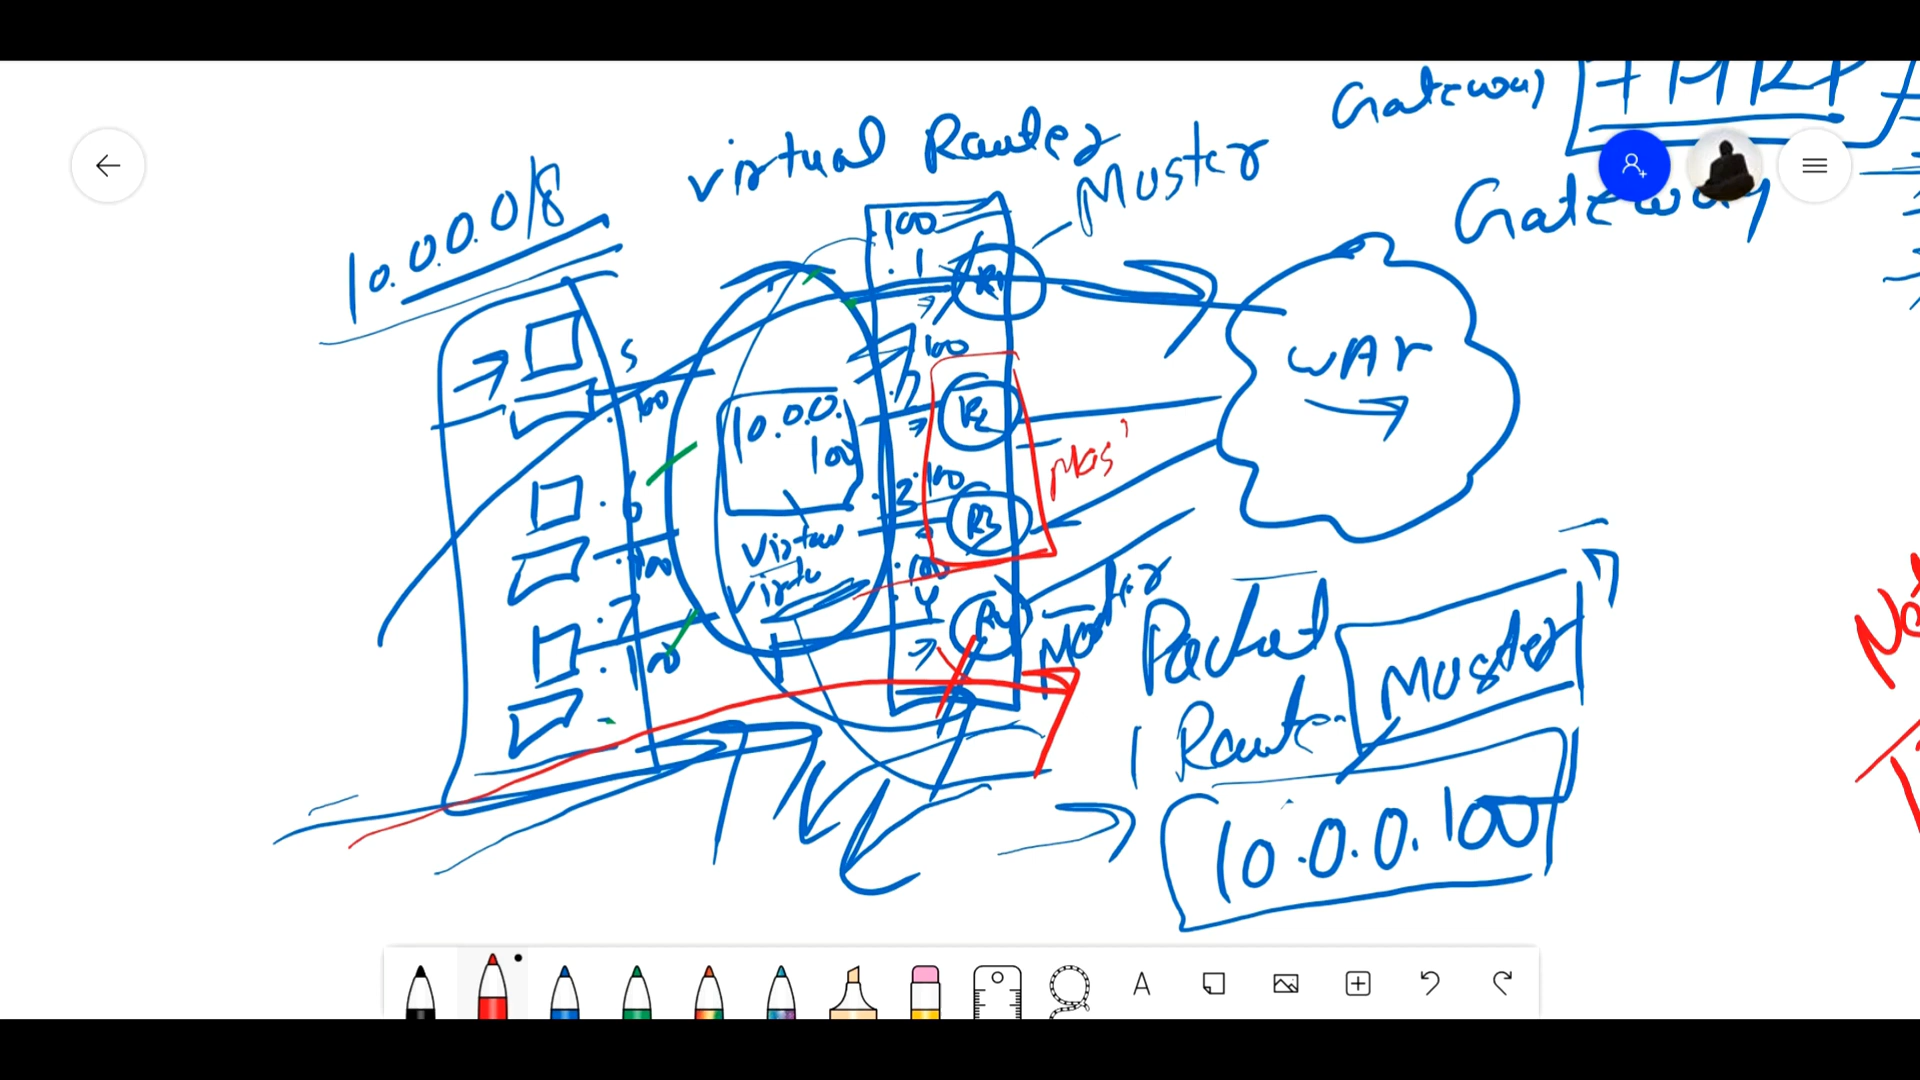 Gateway
FHRP
Virtual Router
Master
Gateway
10.0.0.0/8
100
.1
R1
.5
.100
100
WAN
R2
10.0.0.
100
.6
.3
.100
R3
Mas
Virtual
.100
.100
.4
R4
Master
.7
.100
Packet
Master
1 Router
10.0.0.100
A